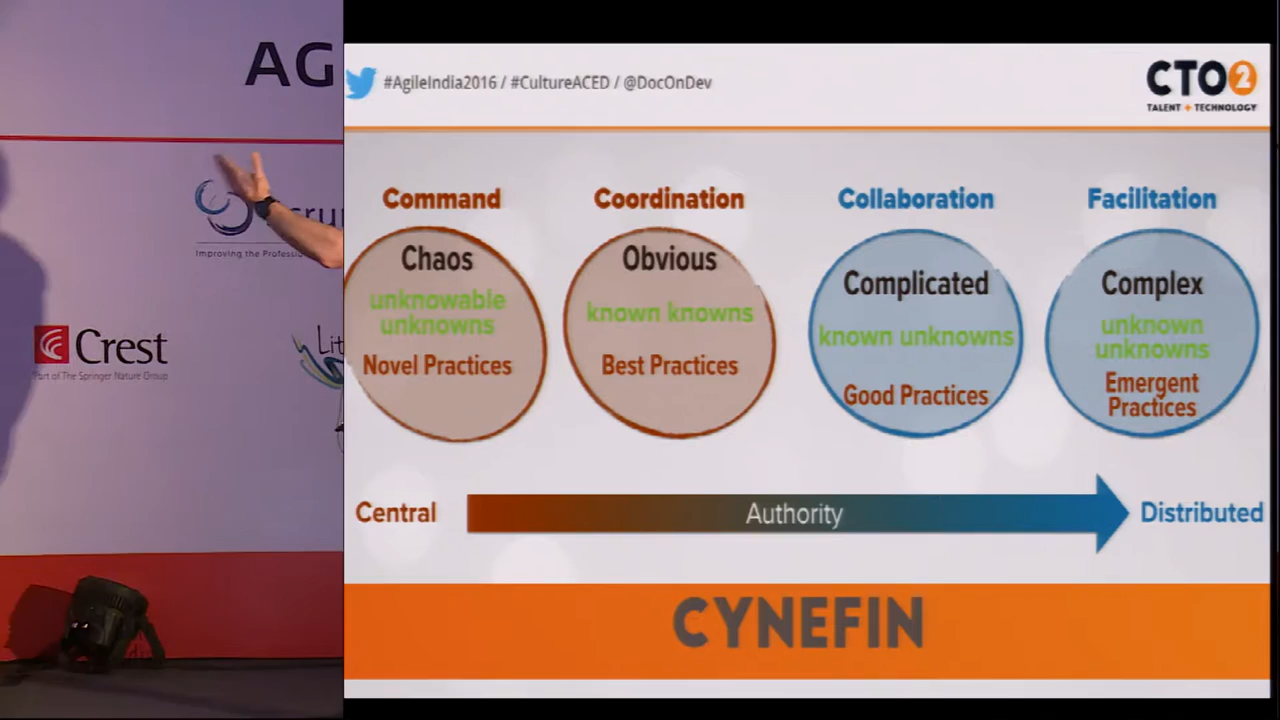 AG
#AgileIndia2016 / #CultureACED / @DocOnDev
CTO2
TALENT + TECHNOLOGY
Improving the
Crest
Part of The Springer Nature Group
Command
Coordination
Collaboration
Facilitation
Chaos
unknowable
unknowns
Novel Practices
Obvious
known knowns
Best Practices
Complicated
known unknowns
Good Practices
Complex
unknown
unknowns
Emergent
Practices
Central
Authority
Distributed
CYNEFIN